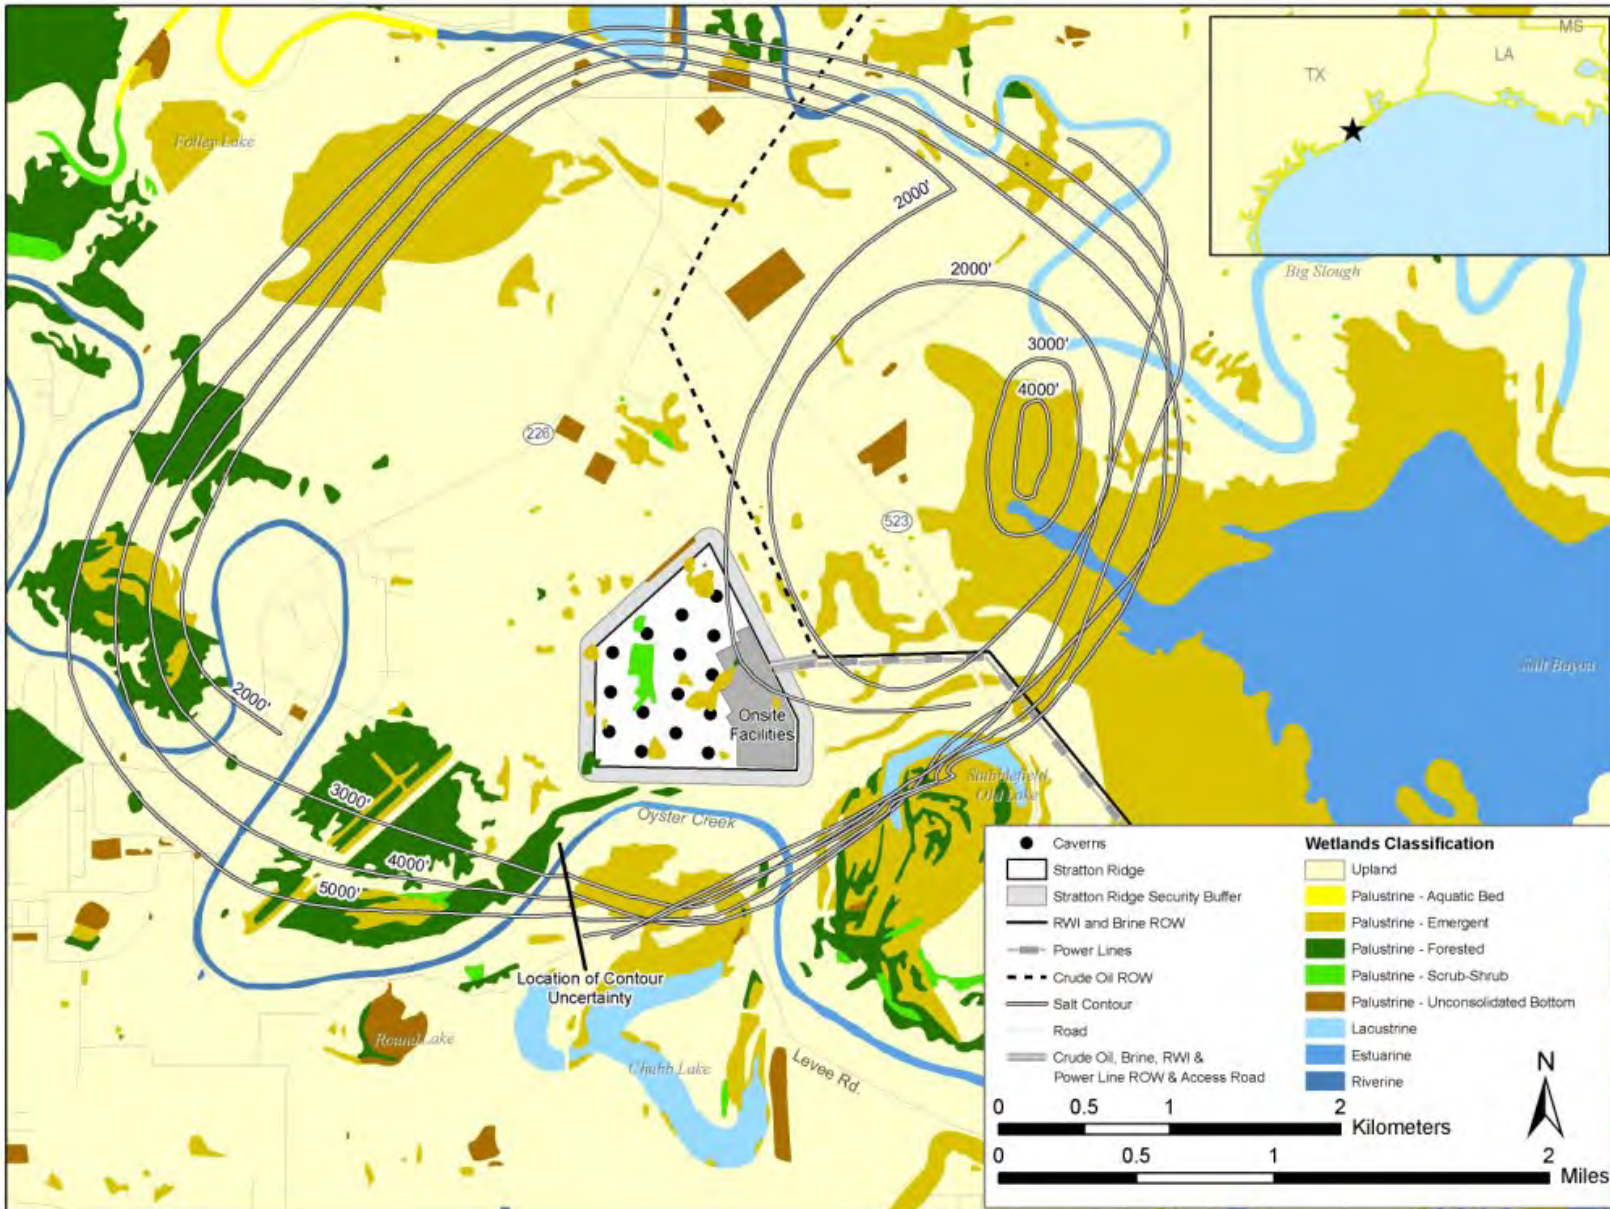 MS
LA
TX
Folley Lake
2000'
2000'
Big Slough
3000'
4000'
226
523
Salt Bayou
2000'
Onsite
Facilities
Stubblefield
Old Lake
3000'
Oyster Creek
4000'
5000'
Location of Contour
Uncertainty
Round Lake
Chubb Lake
Levee Rd.
Caverns
Stratton Ridge
Stratton Ridge Security Buffer
RWI and Brine ROW
Power Lines
Crude Oil ROW
Salt Contour
Road
Crude Oil, Brine, RWI &
Power Line ROW & Access Road
Wetlands Classification
Upland
Palustrine - Aquatic Bed
Palustrine - Emergent
Palustrine - Forested
Palustrine - Scrub-Shrub
Palustrine - Unconsolidated Bottom
Lacustrine
Estuarine
Riverine
N
0 0.5 1 2
Kilometers
0 0.5 1 2
Miles